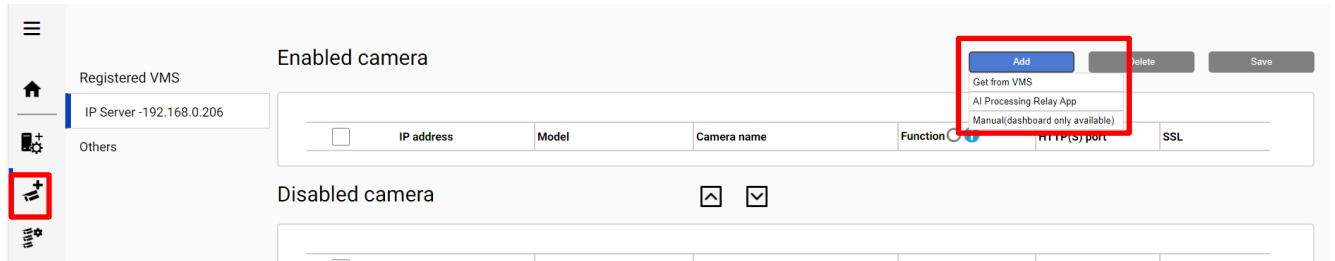 Enabled camera
Add
Delete
Save
Registered VMS
IP Server -192.168.0.206
Others
Get from VMS
AI Processing Relay App
Manual(dashboard only available)
IP address Model Camera name Function HTTP(S) port SSL
Disabled camera